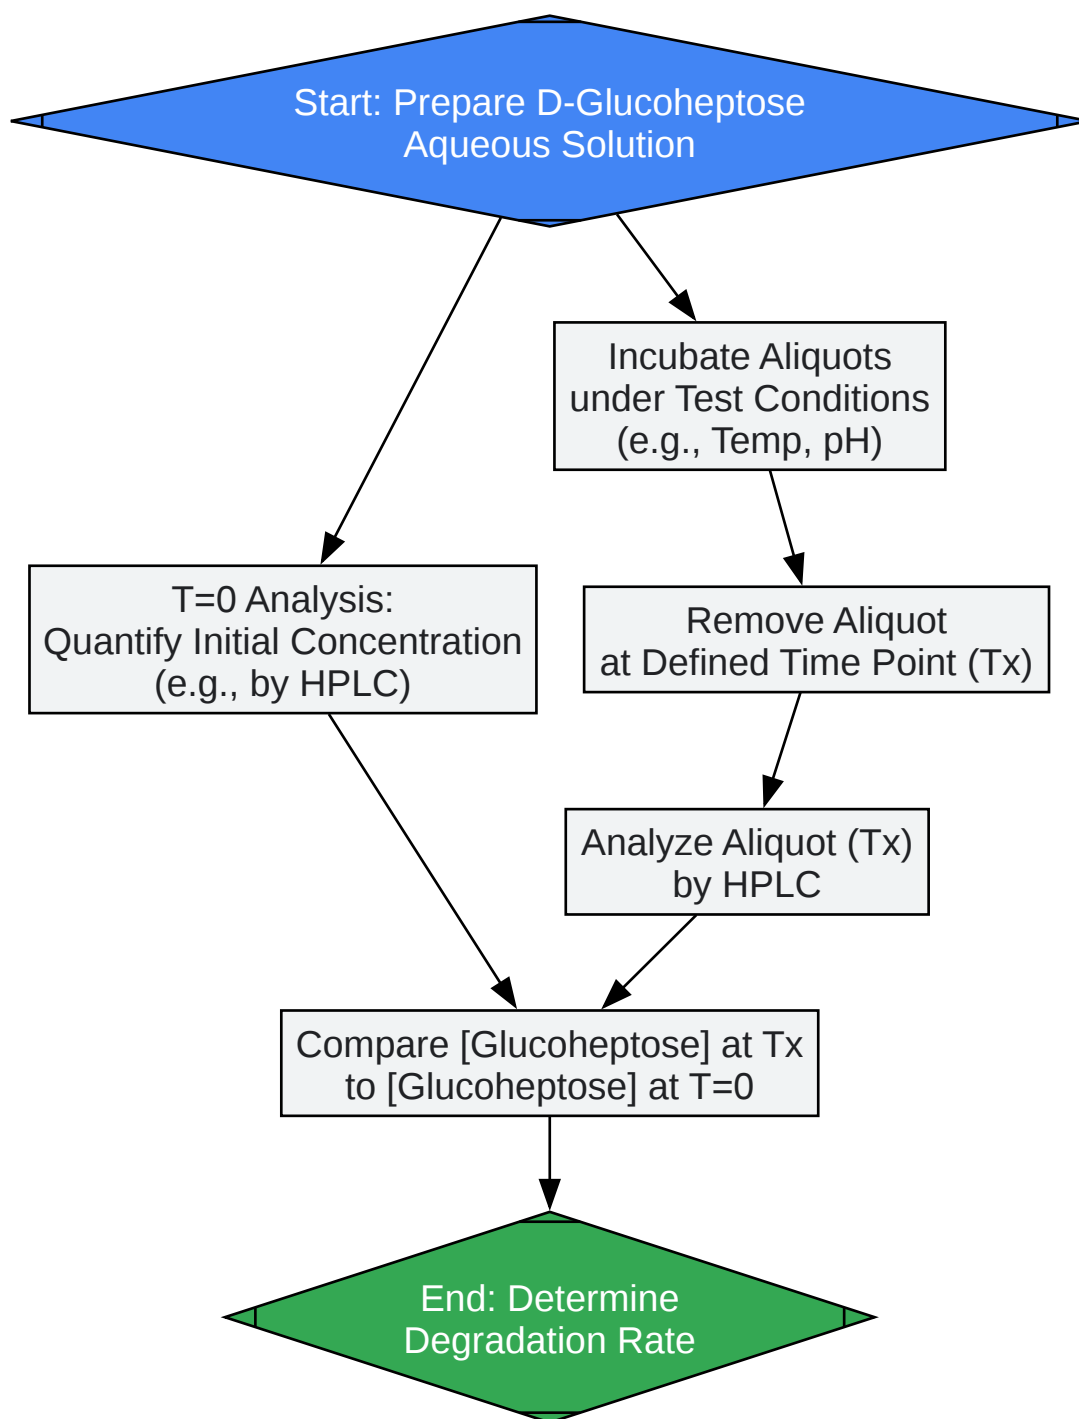 Start: Prepare D-Glucoheptose
Aqueous Solution
Incubate Aliquots
under Test Conditions
(e.g., Temp, pH)
T=0 Analysis:
Quantify Initial Concentration
(e.g., by HPLC)
Remove Aliquot
at Defined Time Point (Tx)
Analyze Aliquot (Tx)
by HPLC
Compare [Glucoheptose] at Tx
to [Glucoheptose] at T=0
End: Determine
Degradation Rate